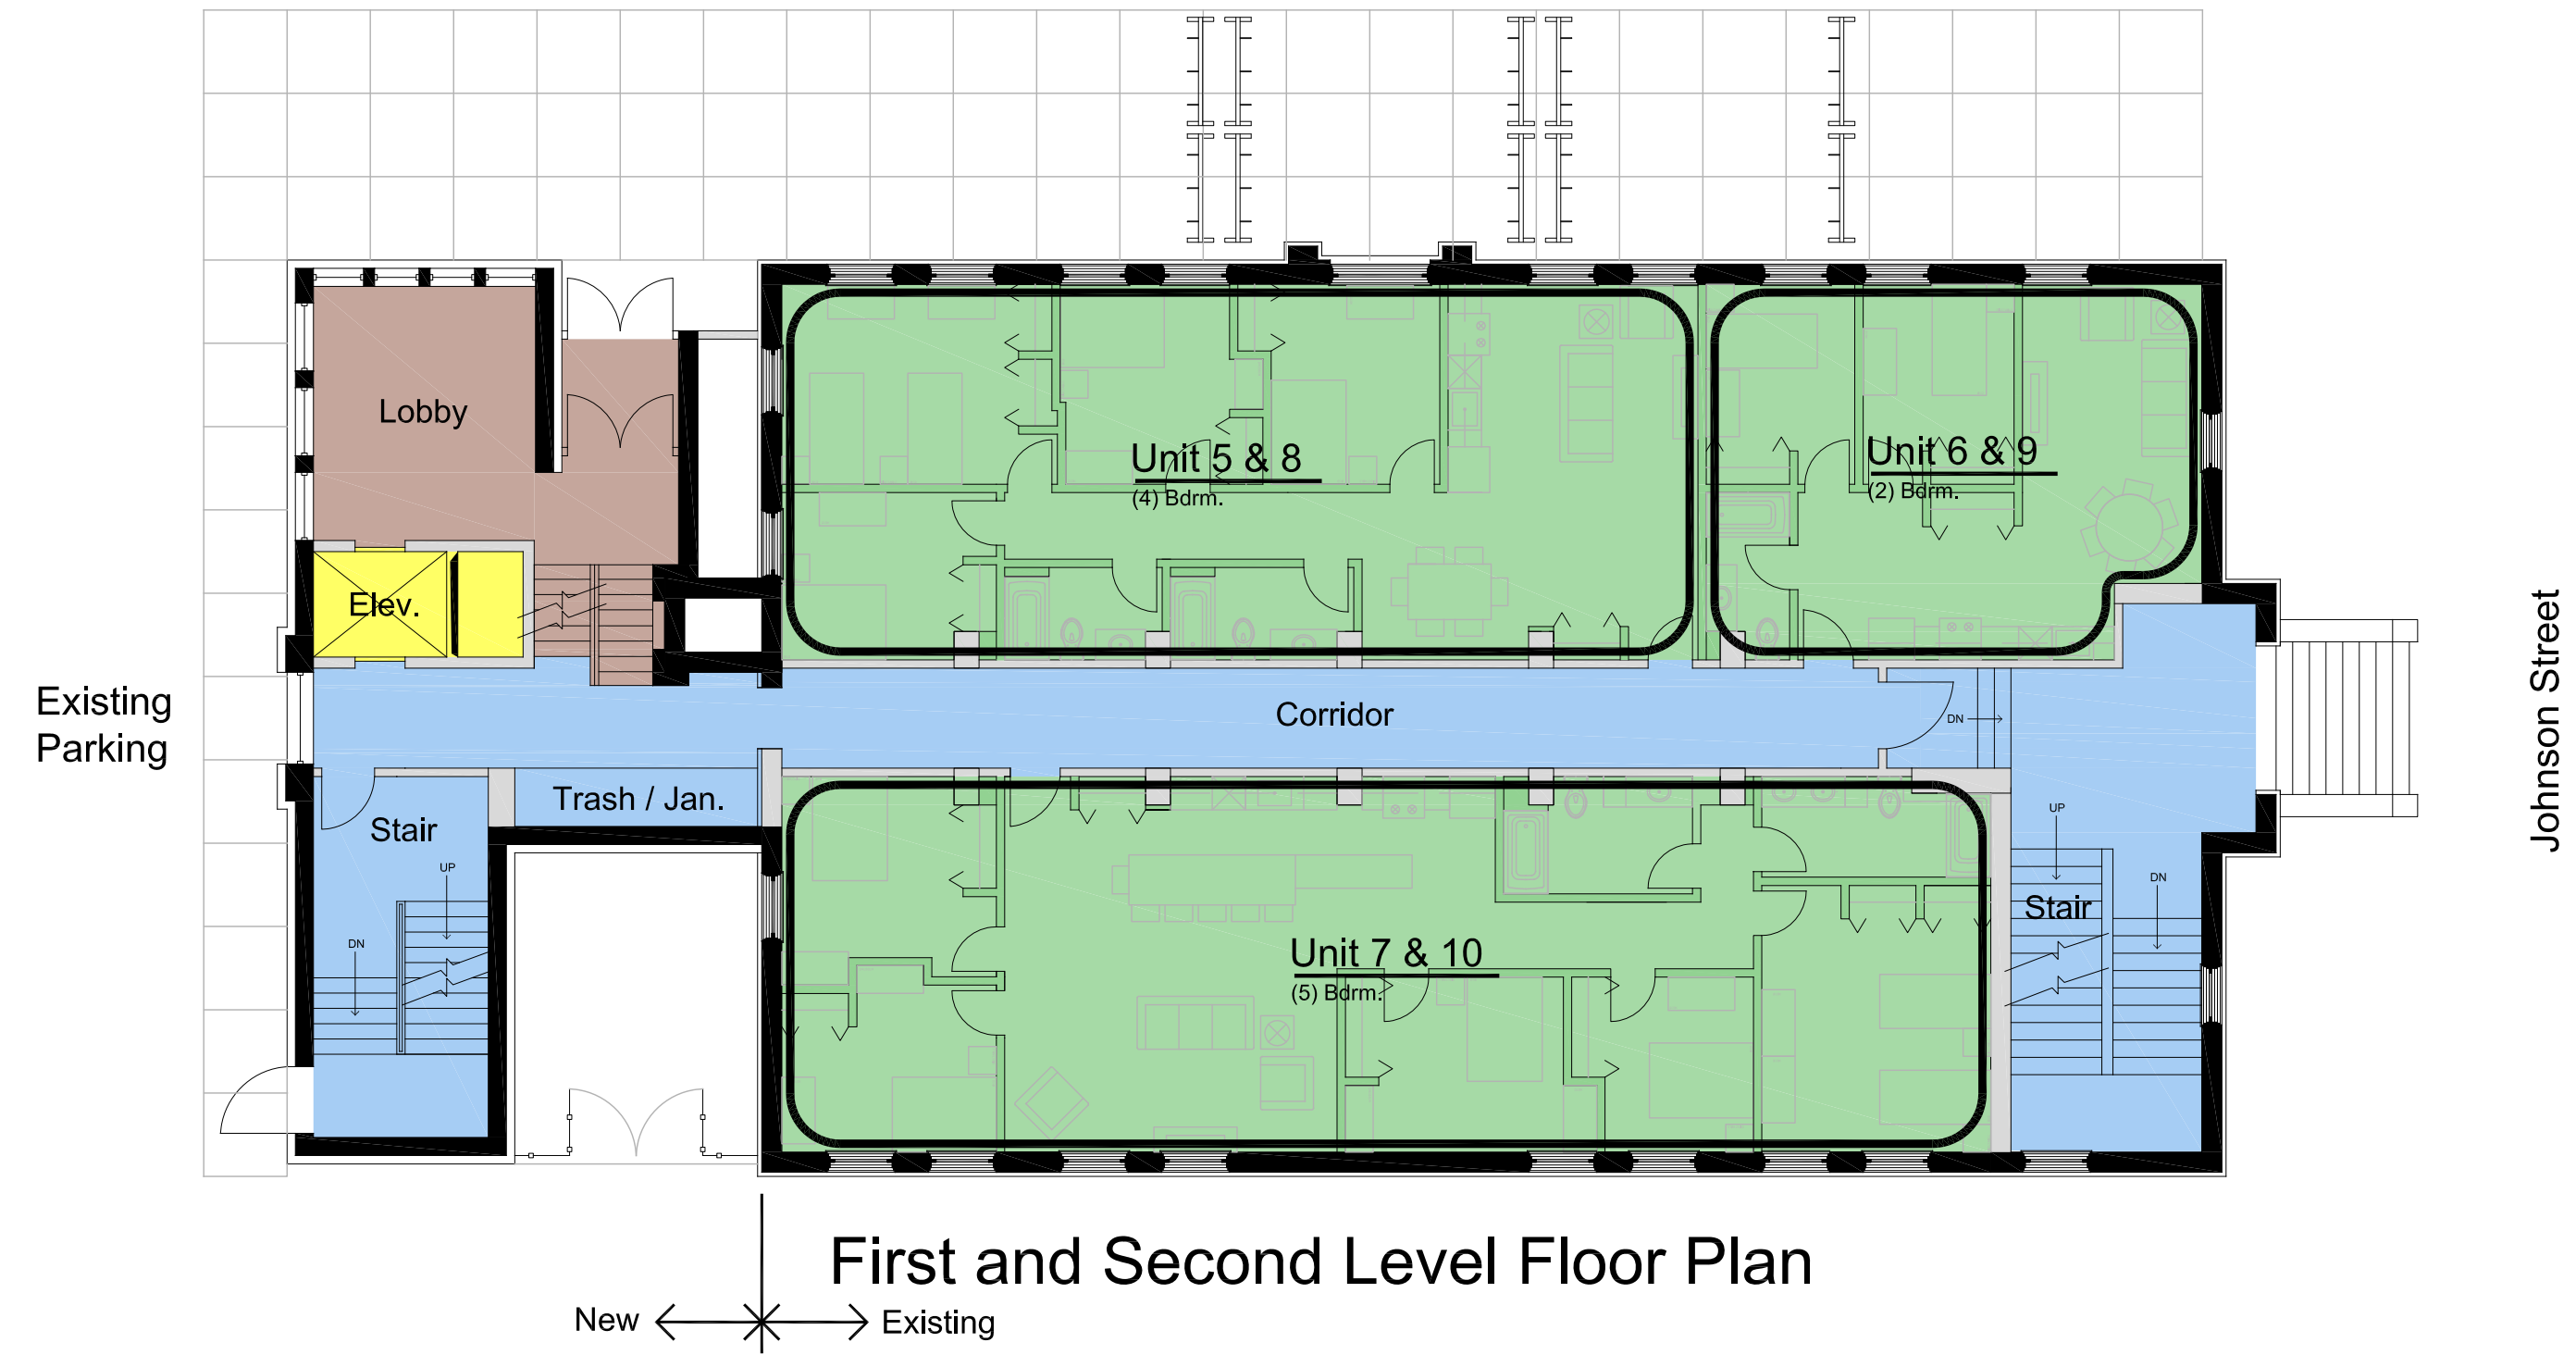 Lobby
Unit 5 & 8
(4) Bdrm.
Unit 6 & 9
(2) Bdrm.
Elev.
Existing
Parking
Corridor
DN
Johnson Street
Trash / Jan.
Stair
UP
DN
UP
DN
Stair
Unit 7 & 10
(5) Bdrm.
First and Second Level Floor Plan
New
Existing